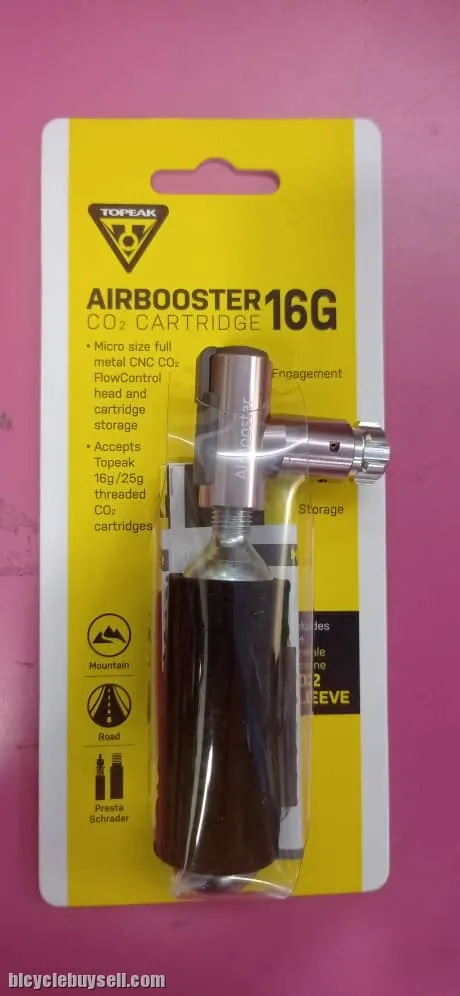 TOPEAK
AIRBOOSTER 16G
CO₂ CARTRIDGE
• Micro size full
metal CNC CO₂
FlowControl
head and
cartridge
storage
• Accepts
Topeak
16g/25g
threaded
CO₂
cartridges
Engagement
AirBooster
Storage
Mountain
Road
Presta
Schrader
bIcyclebuysell.com